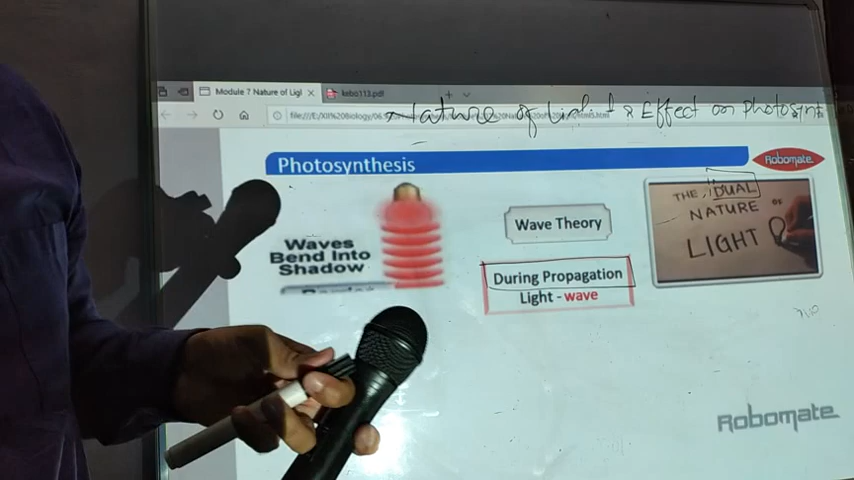 Module 7 Nature of Ligh
kebo113.pdf
Nature of Light & Effect on Photosynt
Photosynthesis
Robomate
Waves
Bend Into
Shadow
Wave Theory
During Propagation
Light - wave
THE DUAL
NATURE OF
LIGHT
Robomate